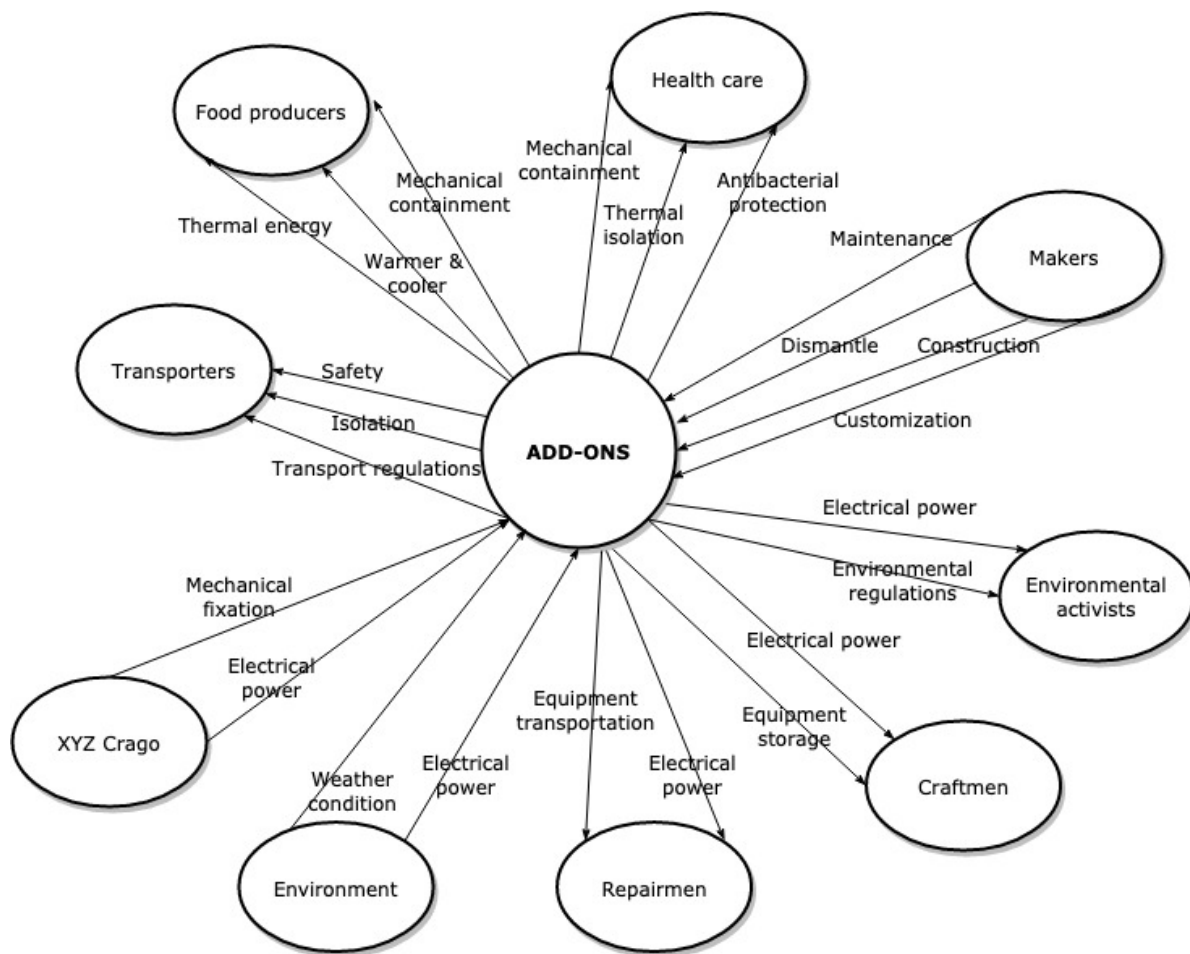 Health care
Food producers
Mechanical
containment
Mechanical
containment
Antibacterial
protection
Thermal
isolation
Thermal energy
Maintenance
Makers
Warmer &
cooler
Dismantle
Construction
Transporters
Safety
Customization
Isolation
ADD-ONS
Transport regulations
Electrical power
Mechanical
fixation
Environmental
regulations
Environmental
activists
Electrical power
Electrical
power
Equipment
transportation
Equipment
storage
XYZ Crago
Weather
condition
Electrical
power
Electrical
power
Craftmen
Environment
Repairmen